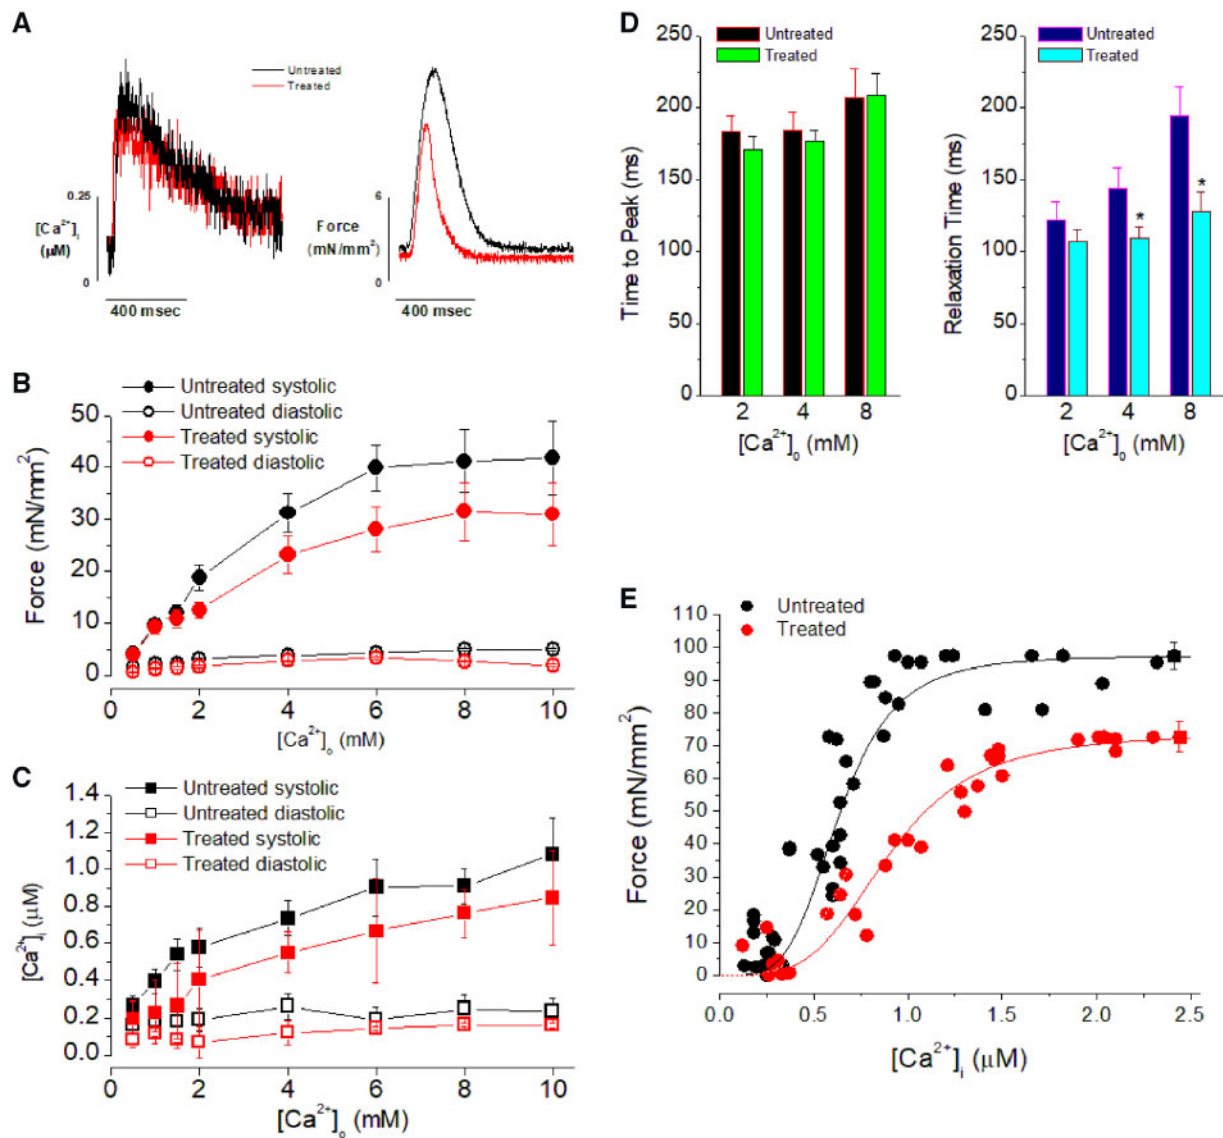 A
Untreated
Treated
0.25
[Ca²⁺]ᵢ
(μM)
0
400 msec
6
Force
(mN/mm²)
0
400 msec
B
Untreated systolic
Untreated diastolic
Treated systolic
Treated diastolic
50
40
30
20
10
0
Force (mN/mm²)
0 2 4 6 8 10
[Ca²⁺]ₒ (mM)
C
Untreated systolic
Untreated diastolic
Treated systolic
Treated diastolic
1.4
1.2
1.0
0.8
0.6
0.4
0.2
0.0
[Ca²⁺]ᵢ (μM)
0 2 4 6 8 10
[Ca²⁺]ₒ (mM)
D
Untreated
Treated
250
200
150
100
50
0
Time to Peak (ms)
2 4 8
[Ca²⁺]ₒ (mM)
Untreated
Treated
250
200
150
100
50
0
Relaxation Time (ms)
* *
2 4 8
[Ca²⁺]ₒ (mM)
E
Untreated
Treated
110
100
90
80
70
60
50
40
30
20
10
0
Force (mN/mm²)
0.0 0.5 1.0 1.5 2.0 2.5
[Ca²⁺]ᵢ (μM)